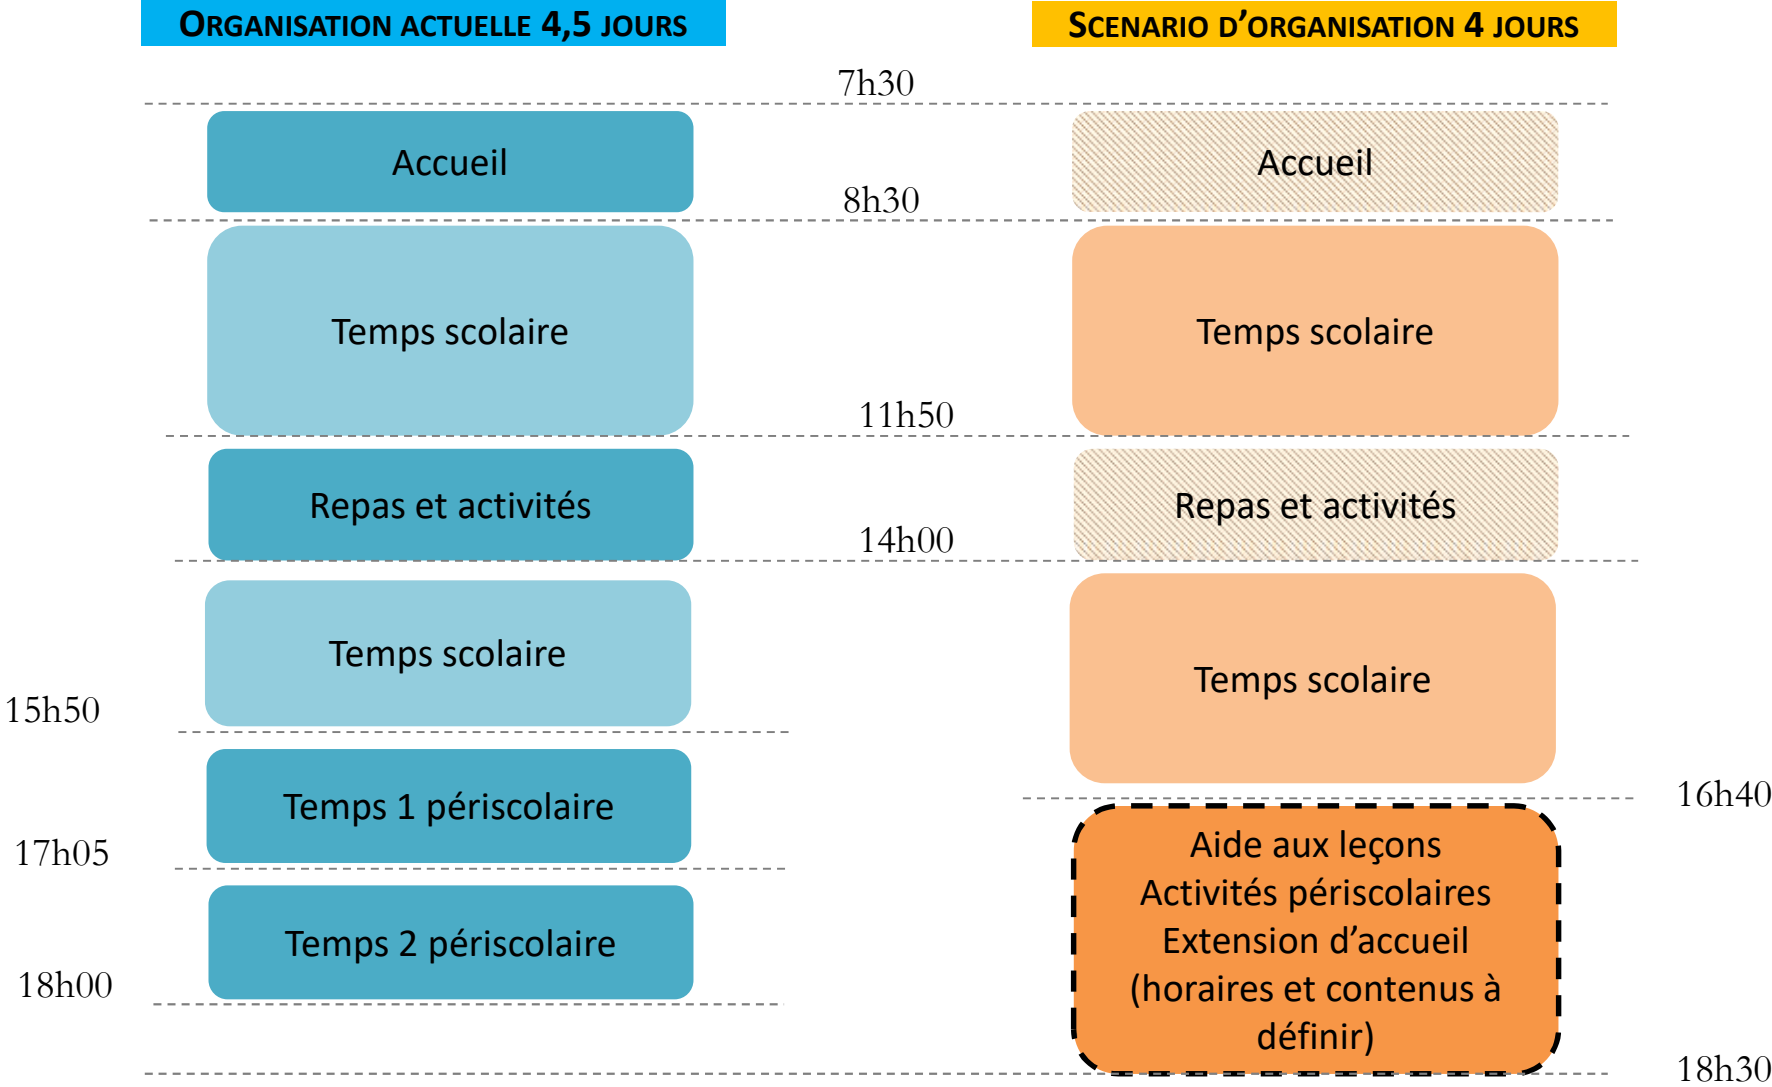 ORGANISATION ACTUELLE 4,5 JOURS
SCENARIO D'ORGANISATION 4 JOURS
7h30
Accueil
Accueil
8h30
Temps scolaire
Temps scolaire
11h50
Repas et activités
Repas et activités
14h00
Temps scolaire
Temps scolaire
15h50
Temps 1 périscolaire
16h40
17h05
Aide aux leçons
Activités périscolaires
Extension d'accueil
(horaires et contenus à
définir)
Temps 2 périscolaire
18h00
18h30